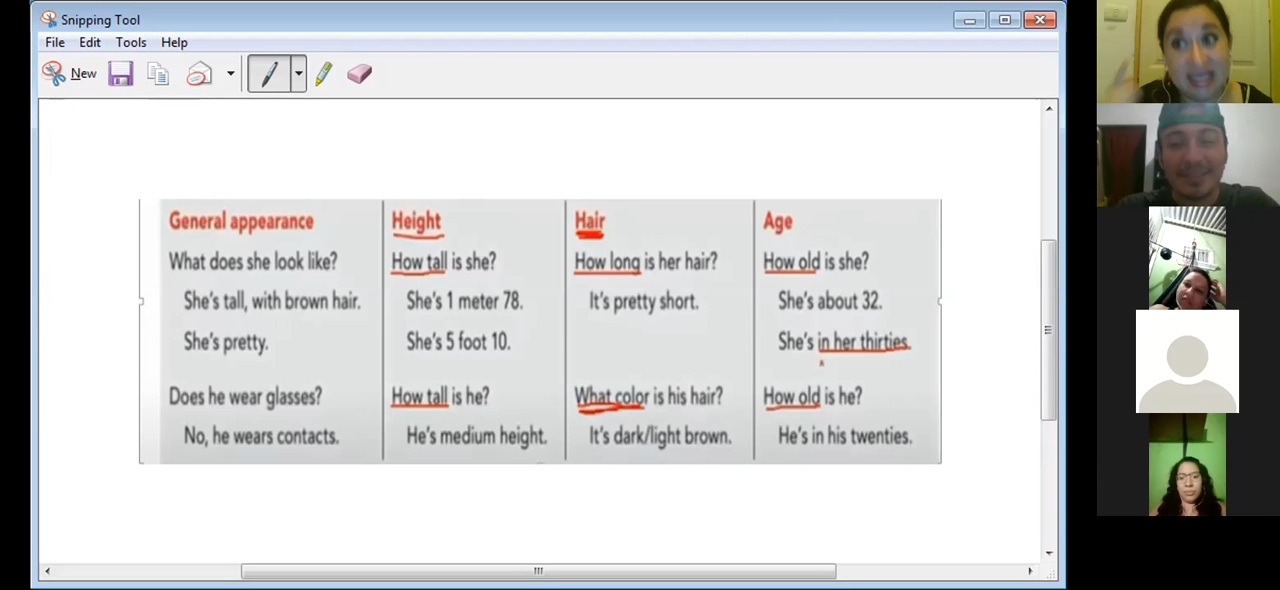 Snipping Tool
File Edit Tools Help
New
General appearance
What does she look like?
She's tall, with brown hair.
She's pretty.
Does he wear glasses?
No, he wears contacts.
Height
How tall is she?
She's 1 meter 78.
She's 5 foot 10.
How tall is he?
He's medium height.
Hair
How long is her hair?
It's pretty short.
What color is his hair?
It's dark/light brown.
Age
How old is she?
She's about 32.
She's in her thirties.
How old is he?
He's in his twenties.